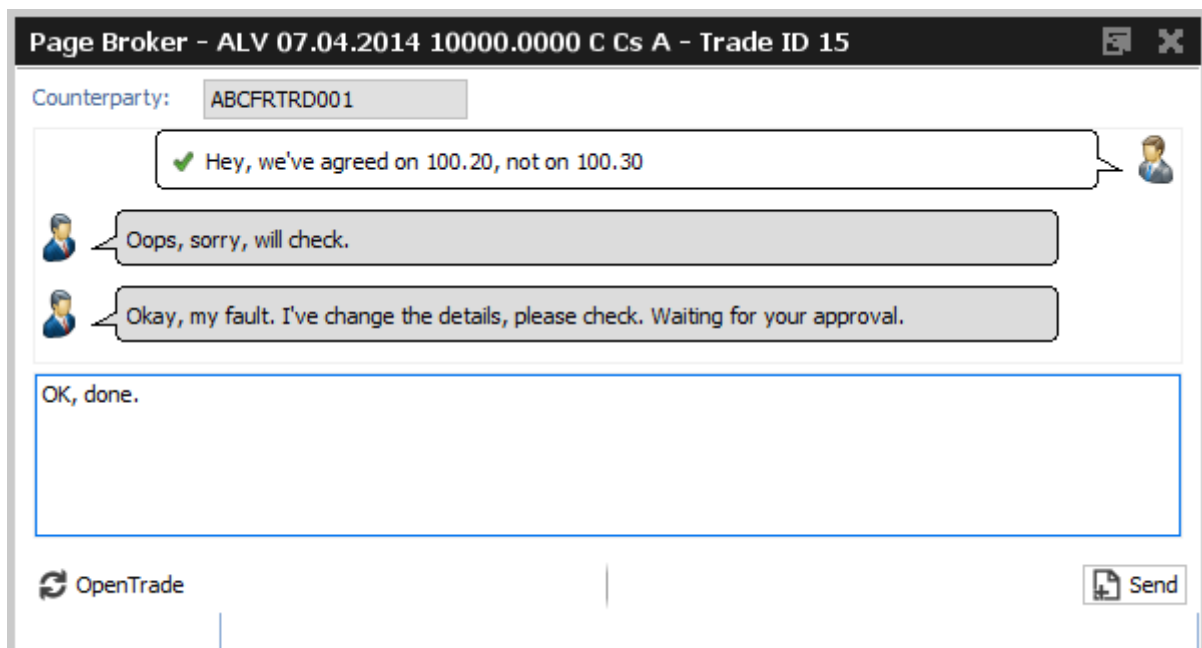 Page Broker - ALV 07.04.2014 10000.0000 C Cs A - Trade ID 15
Counterparty: ABCFRTRD001
Hey, we've agreed on 100.20, not on 100.30
Oops, sorry, will check.
Okay, my fault. I've change the details, please check. Waiting for your approval.
OK, done.
OpenTrade Send